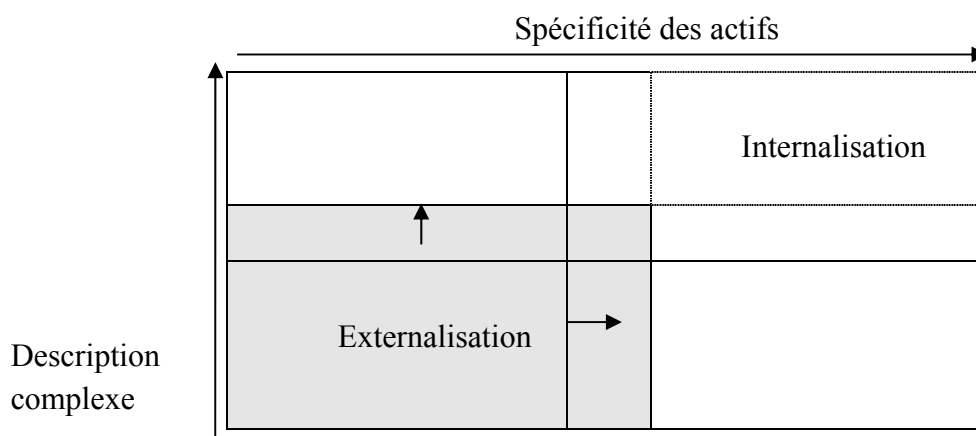 Spécificité des actifs
Internalisation
Externalisation
Description
complexe